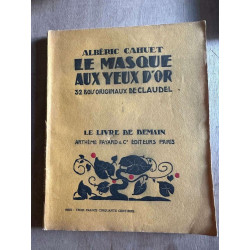 ALBÉRIC CAHUET
LE MASQUE
AUX YEUX D'OR
32 BOIS ORIGINAUX DE CLAUDEL
LE LIVRE DE DEMAIN
ARTHÈME FAYARD & Cie ÉDITEURS PARIS